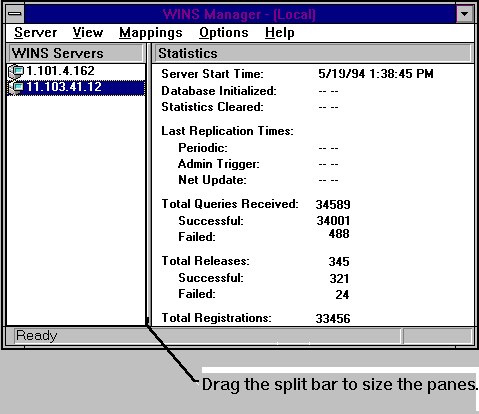 WINS Manager - (Local)
Server View Mappings Options Help
WINS Servers
1.101.4.162
11.103.41.12
Statistics
Server Start Time: 5/19/94 1:38:45 PM
Database Initialized: -- --
Statistics Cleared: -- --
Last Replication Times:
Periodic: -- --
Admin Trigger: -- --
Net Update: -- --
Total Queries Received: 34589
Successful: 34001
Failed: 488
Total Releases: 345
Successful: 321
Failed: 24
Total Registrations: 33456
Ready
Drag the split bar to size the panes.